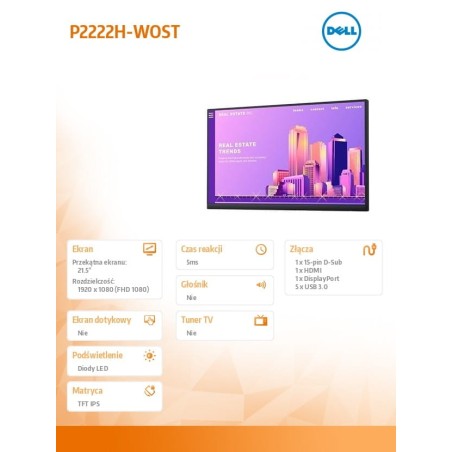 P2222H-WOST
DELL
REAL ESTATE
REAL ESTATE
TRENDS
Ekran
Przekątna ekranu:
21.5"
Rozdzielczość:
1920 x 1080 (FHD 1080)
Ekran dotykowy
Nie
Podświetlenie
Diody LED
Matryca
TFT IPS
Czas reakcji
5ms
Głośnik
Nie
Tuner TV
Nie
Złącza
1 x 15-pin D-Sub
1 x HDMI
1 x DisplayPort
5 x USB 3.0